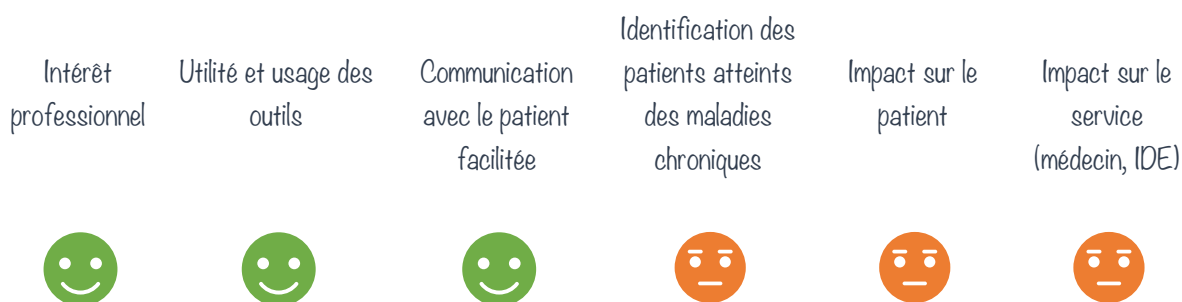 Intérêt
professionnel
Utilité et usage des
outils
Communication
avec le patient
facilitée
Identification des
patients atteints
des maladies
chroniques
Impact sur le
patient
Impact sur le
service
(médecin, IDE)